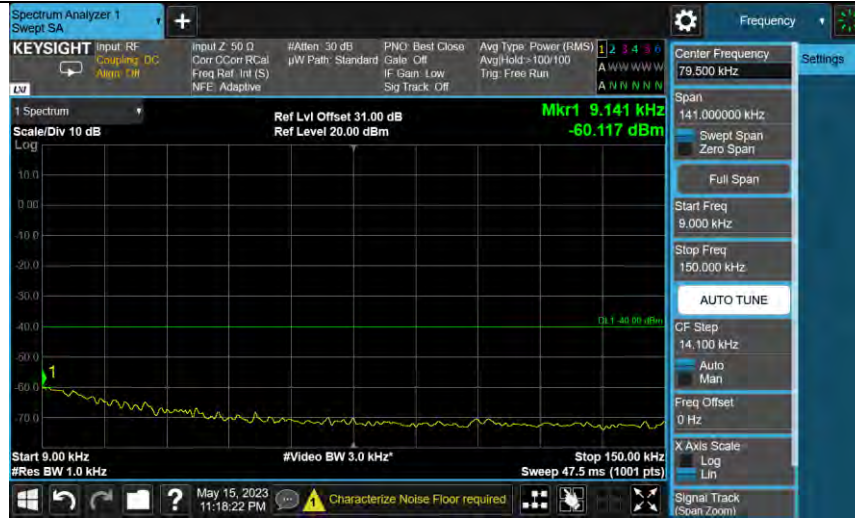 Spectrum Analyzer 1
Swept SA
Frequency
KEYSIGHT
Input: RF
Coupling: DC
Align: Off
Input Z: 50 Ω
Corr CCorr RCal
Freq Ref: Int (S)
NFE: Adaptive
#Atten: 30 dB
µW Path: Standard
PNO: Best Close
Gate: Off
IF Gain: Low
Sig Track: Off
Avg Type: Power (RMS)
Avg|Hold:>100/100
Trig: Free Run
1 2 3 4 5 6
A W W W W W
A N N N N N
LXI
1 Spectrum
Scale/Div 10 dB
Log
Ref Lvl Offset 31.00 dB
Ref Level 20.00 dBm
Mkr1 9.141 kHz
-60.117 dBm
10.0
0.00
-10.0
-20.0
-30.0
-40.0
-50.0
-60.0
-70.0
DL1 -40.00 dBm
1
Start 9.00 kHz
#Res BW 1.0 kHz
#Video BW 3.0 kHz*
Stop 150.00 kHz
Sweep 47.5 ms (1001 pts)
?
May 15, 2023
11:18:22 PM
Characterize Noise Floor required
Center Frequency
79.500 kHz
Settings
Span
141.000000 kHz
Swept Span
Zero Span
Full Span
Start Freq
9.000 kHz
Stop Freq
150.000 kHz
AUTO TUNE
CF Step
14.100 kHz
Auto
Man
Freq Offset
0 Hz
X Axis Scale
Log
Lin
Signal Track
(Span Zoom)